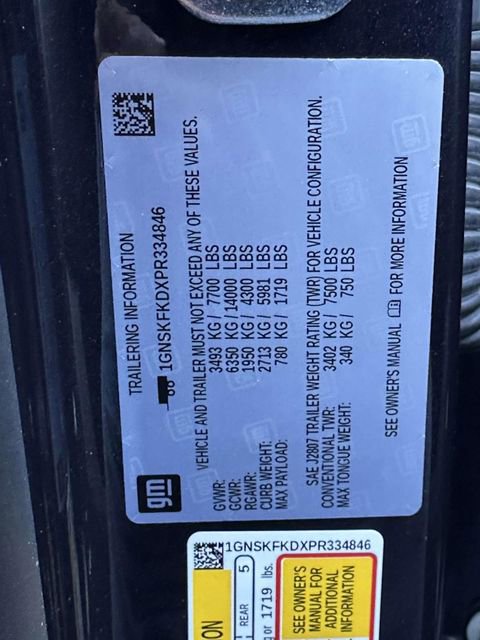 TRAILERING INFORMATION
1GNSKFKDXPR334846
gm
VEHICLE AND TRAILER MUST NOT EXCEED ANY OF THESE VALUES.
GVWR: 3493 KG / 7700 LBS
GCWR: 6350 KG / 14000 LBS
RGAWR: 1950 KG / 4300 LBS
CURB WEIGHT: 2713 KG / 5981 LBS
MAX PAYLOAD: 780 KG / 1719 LBS
SAE J2807 TRAILER WEIGHT RATING (TWR) FOR VEHICLE CONFIGURATION.
CONVENTIONAL TWR: 3402 KG / 7500 LBS
MAX TONGUE WEIGHT: 340 KG / 750 LBS
SEE OWNER'S MANUAL FOR MORE INFORMATION
1GNSKFKDXPR334846
REAR 5
or 1719 lbs.
SEE OWNER'S
MANUAL FOR
ADDITIONAL
INFORMATION